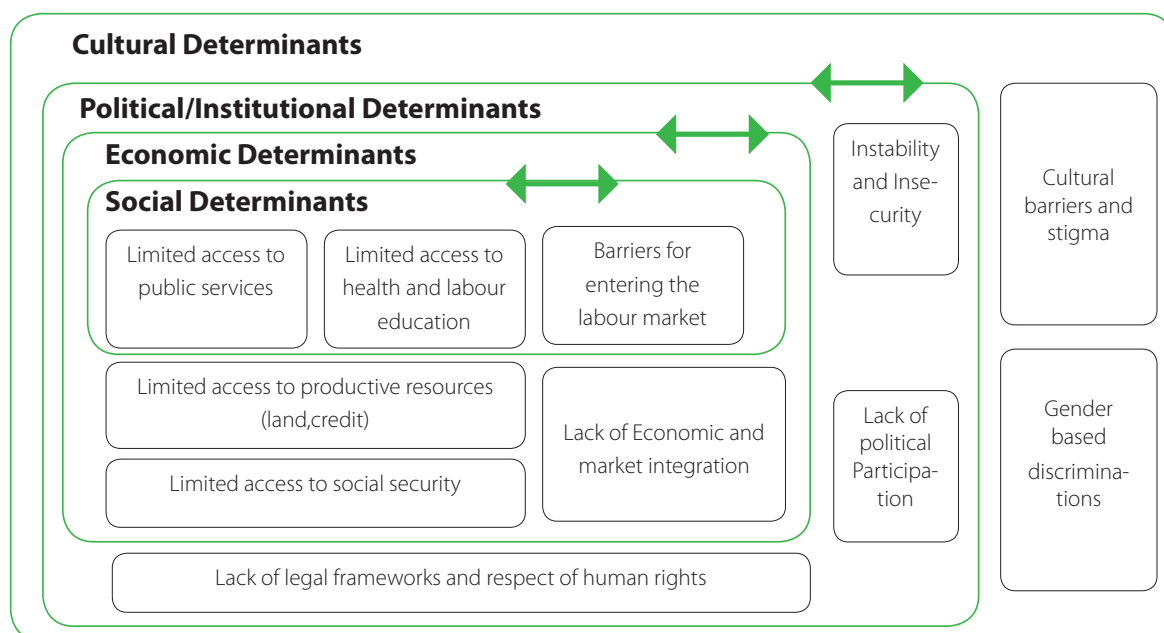 Cultural Determinants
Political/Institutional Determinants
Economic Determinants
Social Determinants
Limited access to
public services
Limited access to
health and labour
education
Barriers for
entering the
labour market
Limited access to productive resources
(land,credit)
Limited access to social security
Lack of Economic and
market integration
Lack of legal frameworks and respect of human rights
Instability
and Inse-
curity
Lack of
political
Participa-
tion
Cultural
barriers and
stigma
Gender
based
discrimina-
tions